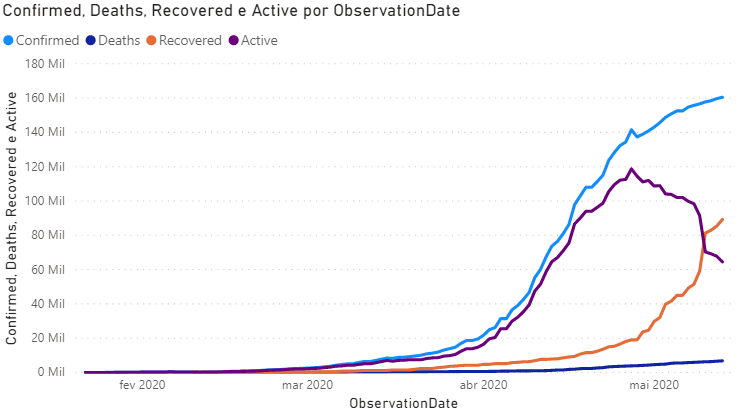 Confirmed, Deaths, Recovered e Active por ObservationDate
Confirmed Deaths Recovered Active
180 Mil
160 Mil
140 Mil
120 Mil
100 Mil
80 Mil
60 Mil
40 Mil
20 Mil
0 Mil
Confirmed, Deaths, Recovered e Active
fev 2020 mar 2020 abr 2020 mai 2020
ObservationDate